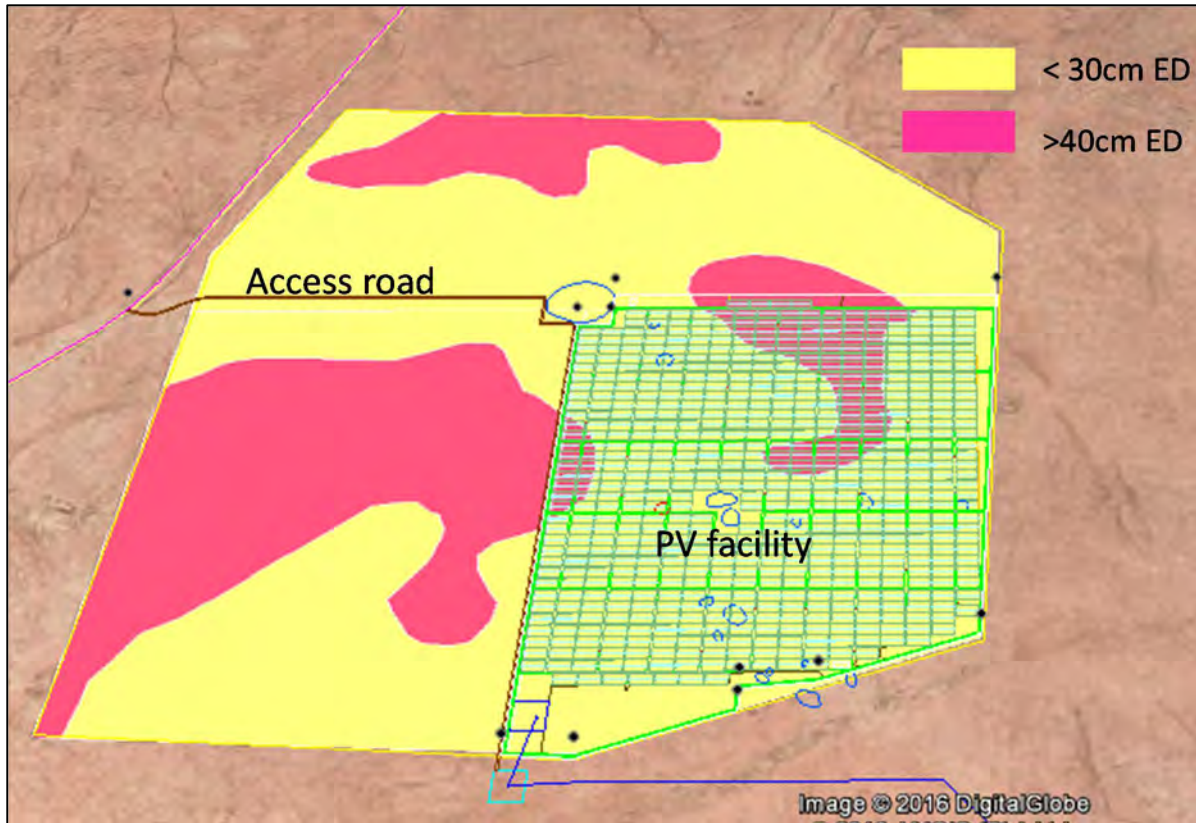 < 30cm ED
>40cm ED
Access road
PV facility
Image © 2016 DigitalGlobe